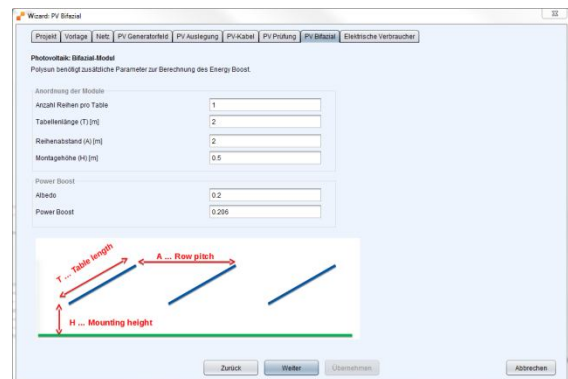 Wizard: PV Bifazial
Projekt Vorlage Netz PV Generatorfeld PV Auslegung PV-Kabel PV Prüfung PV Bifazial Elektrische Verbraucher
Photovoltaik: Bifazial-Modul
Polysun benötigt zusätzliche Parameter zur Berechnung des Energy Boost.
Anordnung der Module
Anzahl Reihen pro Table 1
Tabellenlänge (T) [m] 2
Reihenabstand (A) [m] 2
Montagehöhe (H) [m] 0.5
Power Boost
Albedo 0.2
Power Boost 0.206
T ... Table length
A ... Row pitch
H ... Mounting height
Zurück Weiter Übernehmen Abbrechen